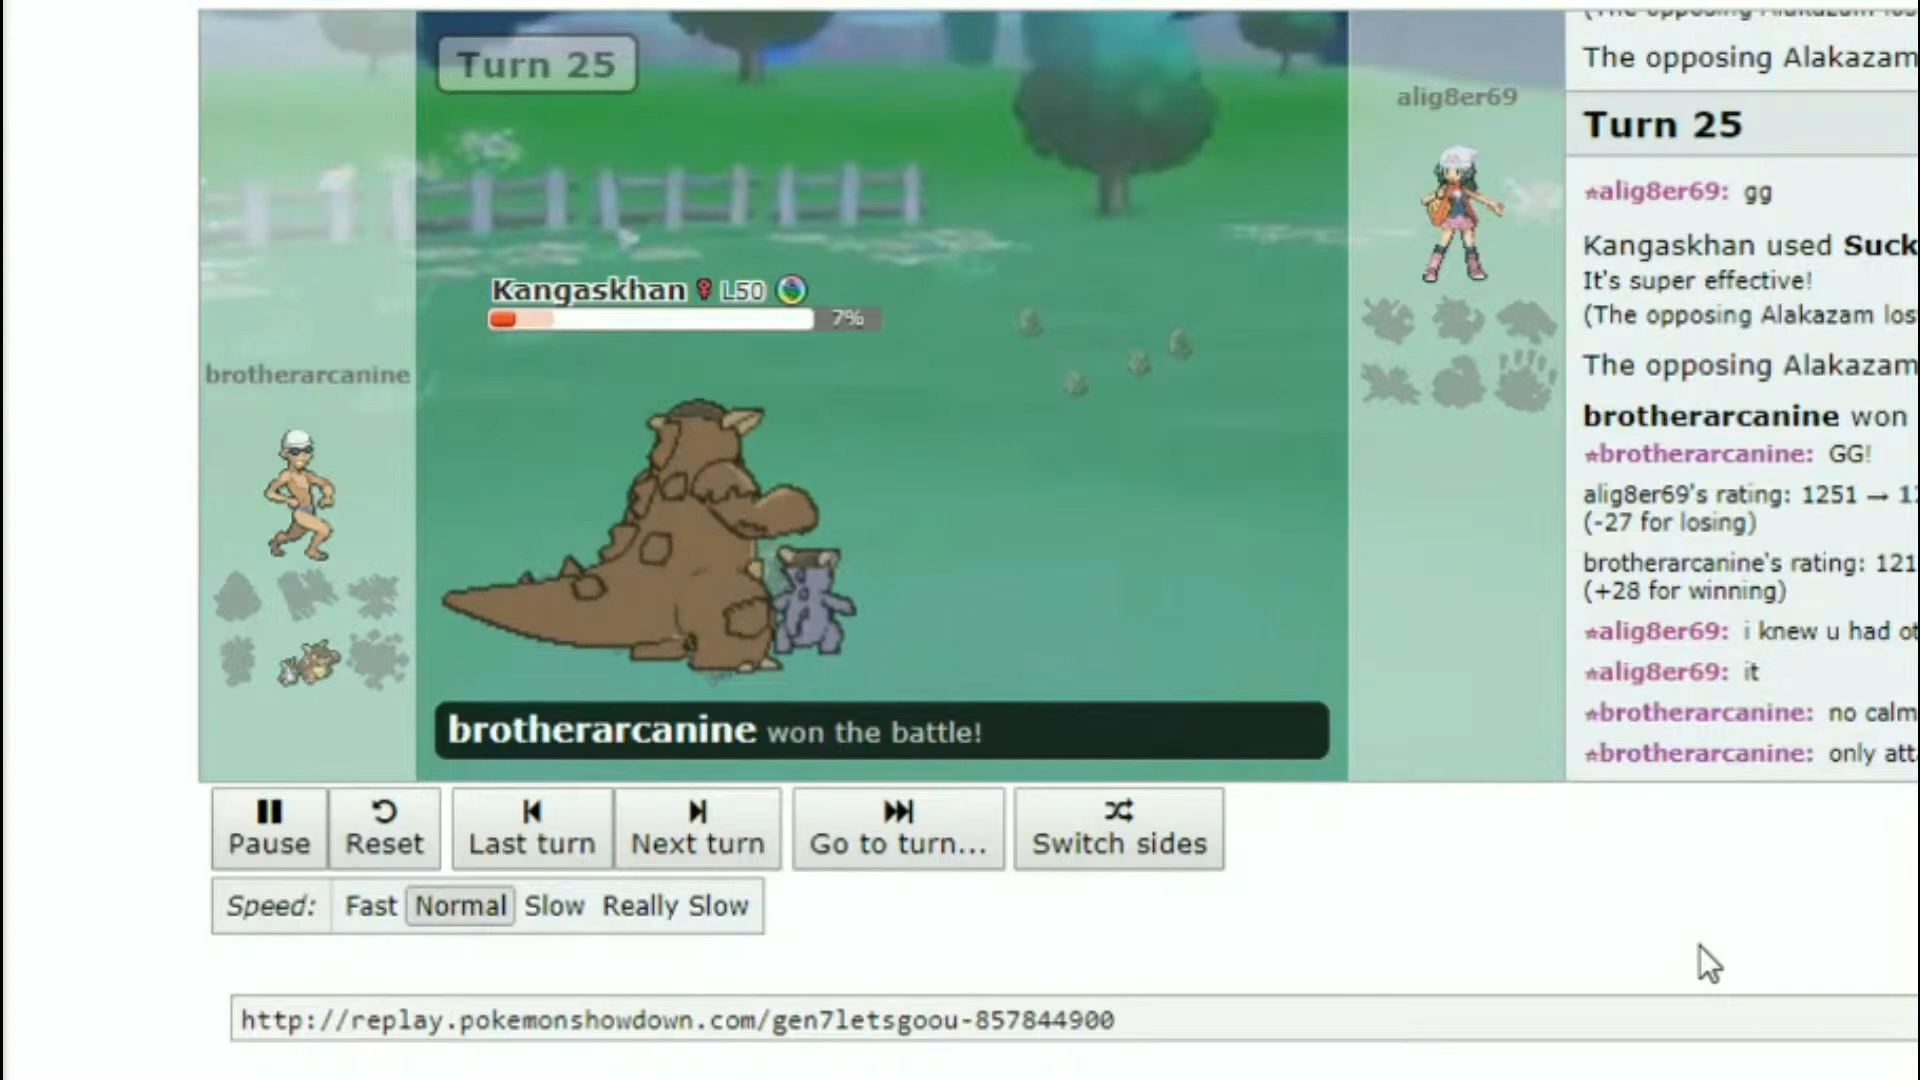 Turn 25
Kangaskhan L50
7%
brotherarcanine
brotherarcanine won the battle!
alig8er69
The opposing Alakazam
Turn 25
☆alig8er69: gg
Kangaskhan used Suck
It's super effective!
(The opposing Alakazam los
The opposing Alakazam
brotherarcanine won
☆brotherarcanine: GG!
alig8er69's rating: 1251 → 1
(-27 for losing)
brotherarcanine's rating: 121
(+28 for winning)
☆alig8er69: i knew u had ot
☆alig8er69: it
☆brotherarcanine: no calm
☆brotherarcanine: only att
Pause Reset Last turn Next turn Go to turn... Switch sides
Speed: Fast Normal Slow Really Slow
http://replay.pokemonshowdown.com/gen7letsgoou-857844900